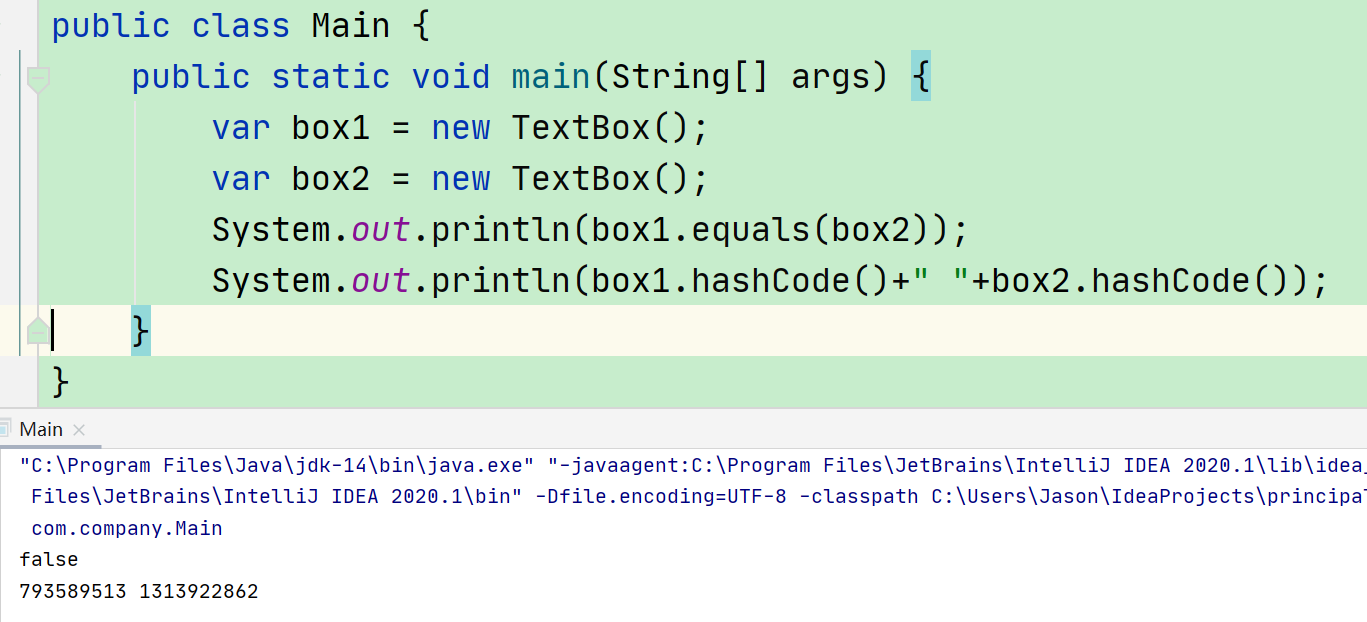 public class Main {
public static void main(String[] args) {
var box1 = new TextBox();
var box2 = new TextBox();
System.out.println(box1.equals(box2));
System.out.println(box1.hashCode()+" "+box2.hashCode());
}
}
Main
"C:\Program Files\Java\jdk-14\bin\java.exe" "-javaagent:C:\Program Files\JetBrains\IntelliJ IDEA 2020.1\lib\idea_
Files\JetBrains\IntelliJ IDEA 2020.1\bin" -Dfile.encoding=UTF-8 -classpath C:\Users\Jason\IdeaProjects\principal
com.company.Main
false
793589513 1313922862